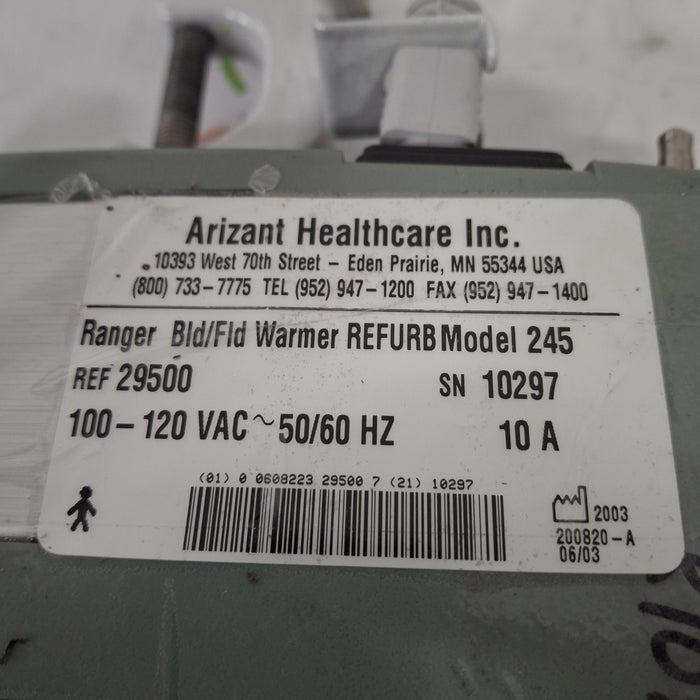 Arizant Healthcare Inc.
10393 West 70th Street – Eden Prairie, MN 55344 USA
(800) 733-7775 TEL (952) 947-1200 FAX (952) 947-1400
Ranger Bld/Fld Warmer REFURB Model 245
REF 29500 SN 10297
100-120 VAC ~ 50/60 HZ 10 A
(01) 0 0608223 29500 7 (21) 10297
2003
200820-A
06/03